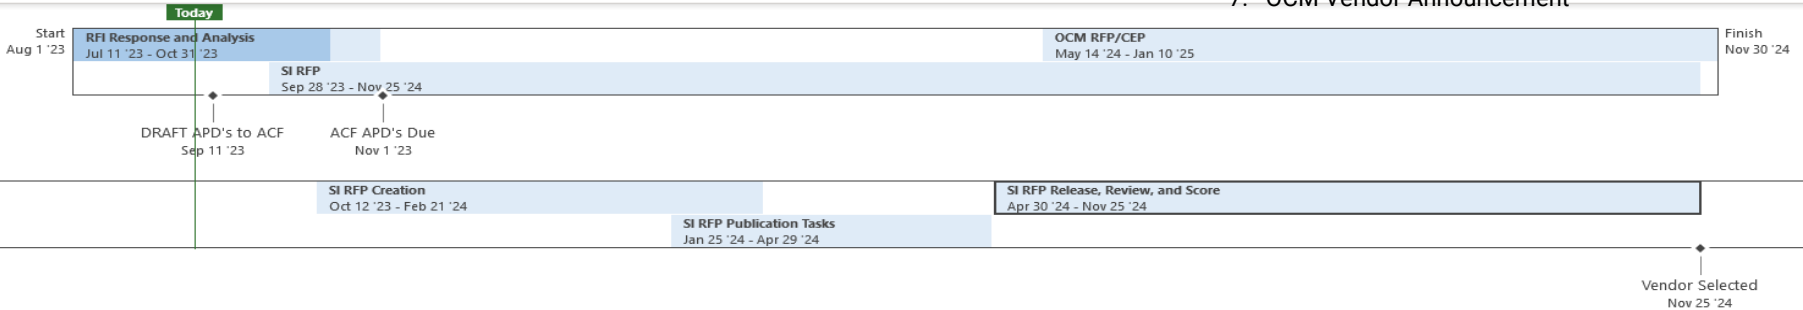 7. OCM Vendor Announcement
Today
Start
Aug 1 '23
RFI Response and Analysis
Jul 11 '23 - Oct 31 '23
OCM RFP/CEP
May 14 '24 - Jan 10 '25
Finish
Nov 30 '24
SI RFP
Sep 28 '23 - Nov 25 '24
DRAFT APD's to ACF
Sep 11 '23
ACF APD's Due
Nov 1 '23
SI RFP Creation
Oct 12 '23 - Feb 21 '24
SI RFP Release, Review, and Score
Apr 30 '24 - Nov 25 '24
SI RFP Publication Tasks
Jan 25 '24 - Apr 29 '24
Vendor Selected
Nov 25 '24